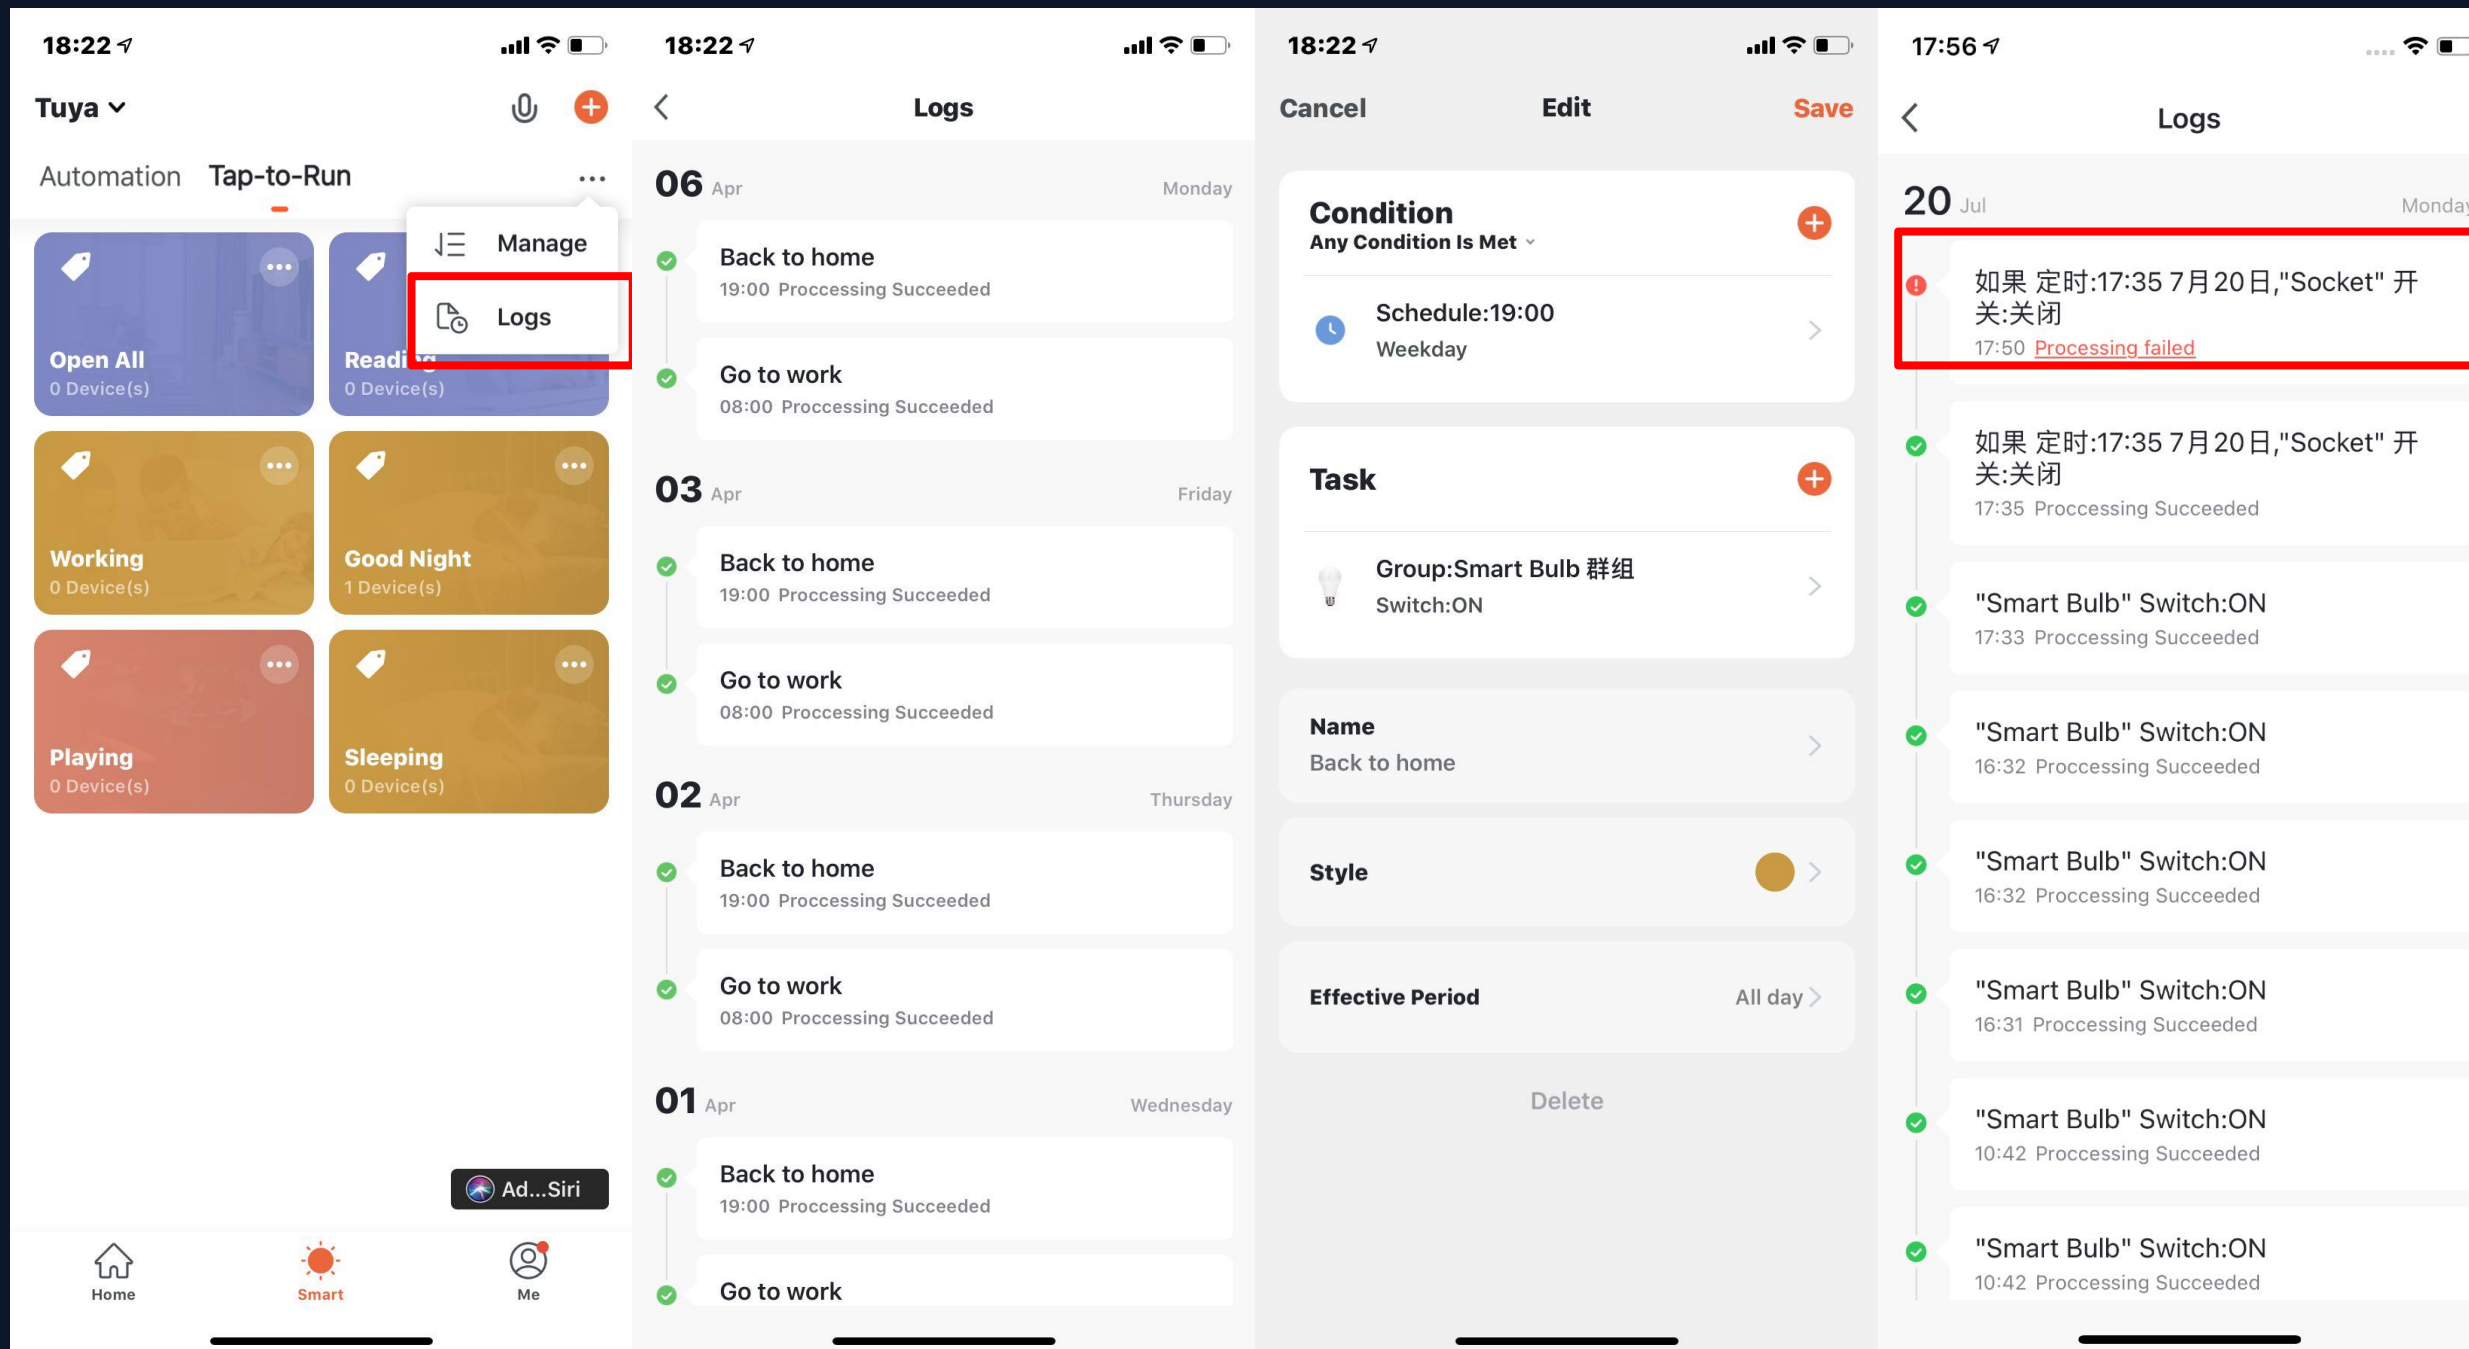 18:22
Tuya
Automation Tap-to-Run
Manage
Logs
Open All
0 Device(s)
Reading
0 Device(s)
Working
0 Device(s)
Good Night
1 Device(s)
Playing
0 Device(s)
Sleeping
0 Device(s)
Ad...Siri
Home
Smart
Me
18:22
Logs
06 Apr Monday
Back to home
19:00 Proccessing Succeeded
Go to work
08:00 Proccessing Succeeded
03 Apr Friday
Back to home
19:00 Proccessing Succeeded
Go to work
08:00 Proccessing Succeeded
02 Apr Thursday
Back to home
19:00 Proccessing Succeeded
Go to work
08:00 Proccessing Succeeded
01 Apr Wednesday
Back to home
19:00 Proccessing Succeeded
Go to work
18:22
Cancel Edit Save
Condition
Any Condition Is Met
Schedule:19:00
Weekday
Task
Group:Smart Bulb 群组
Switch:ON
Name
Back to home
Style
Effective Period All day
Delete
17:56
Logs
20 Jul Monday
如果 定时:17:35 7月20日,"Socket" 开
关:关闭
17:50 Processing failed
如果 定时:17:35 7月20日,"Socket" 开
关:关闭
17:35 Proccessing Succeeded
"Smart Bulb" Switch:ON
17:33 Proccessing Succeeded
"Smart Bulb" Switch:ON
16:32 Proccessing Succeeded
"Smart Bulb" Switch:ON
16:32 Proccessing Succeeded
"Smart Bulb" Switch:ON
16:31 Proccessing Succeeded
"Smart Bulb" Switch:ON
10:42 Proccessing Succeeded
"Smart Bulb" Switch:ON
10:42 Proccessing Succeeded